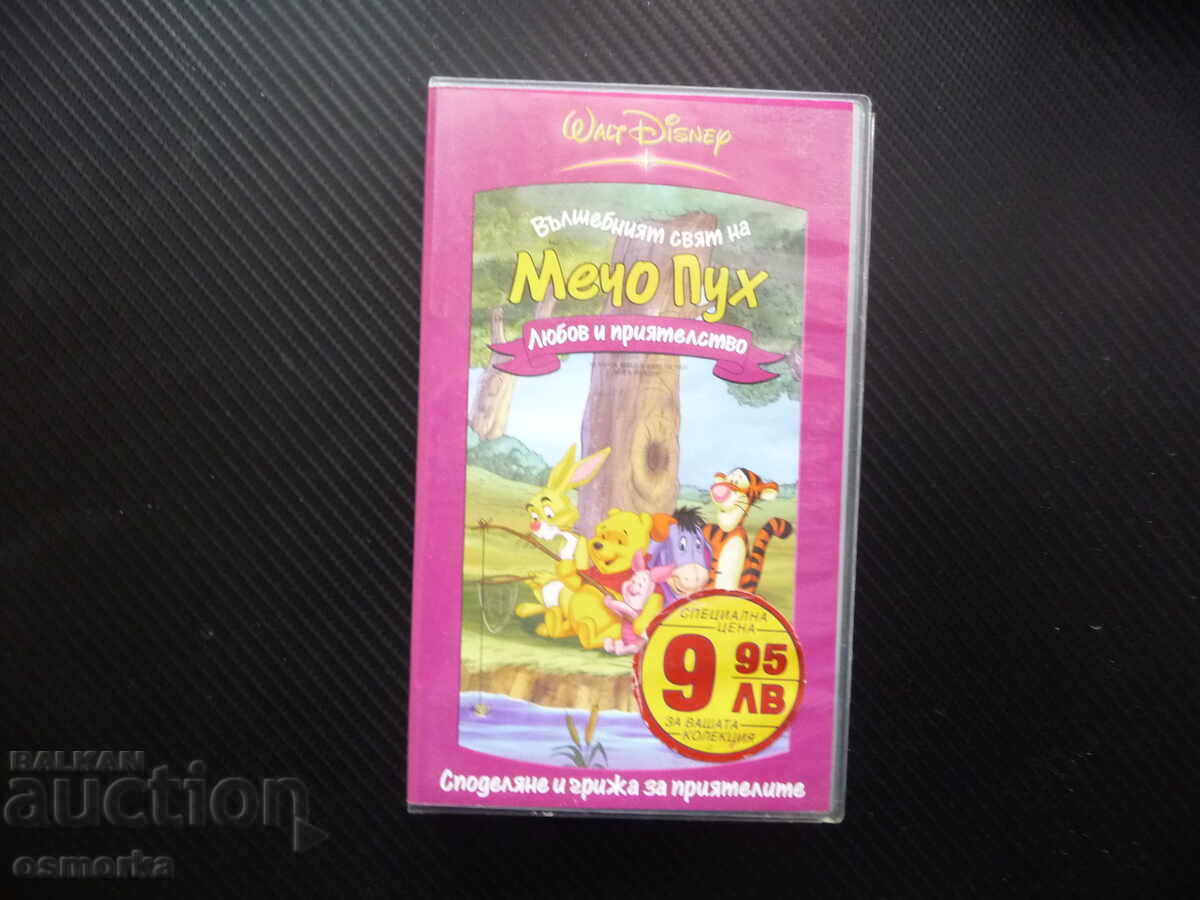 WALT DISNEY
Вълшебният свят на
Мечо Пух
Любов и приятелство
СПЕЦИАЛНА
ЦЕНА
9 95
ЛВ
ЗА ВАШАТА
КОЛЕКЦИЯ
Споделяне и грижа за приятелите
BALKAN
auction
osmorka